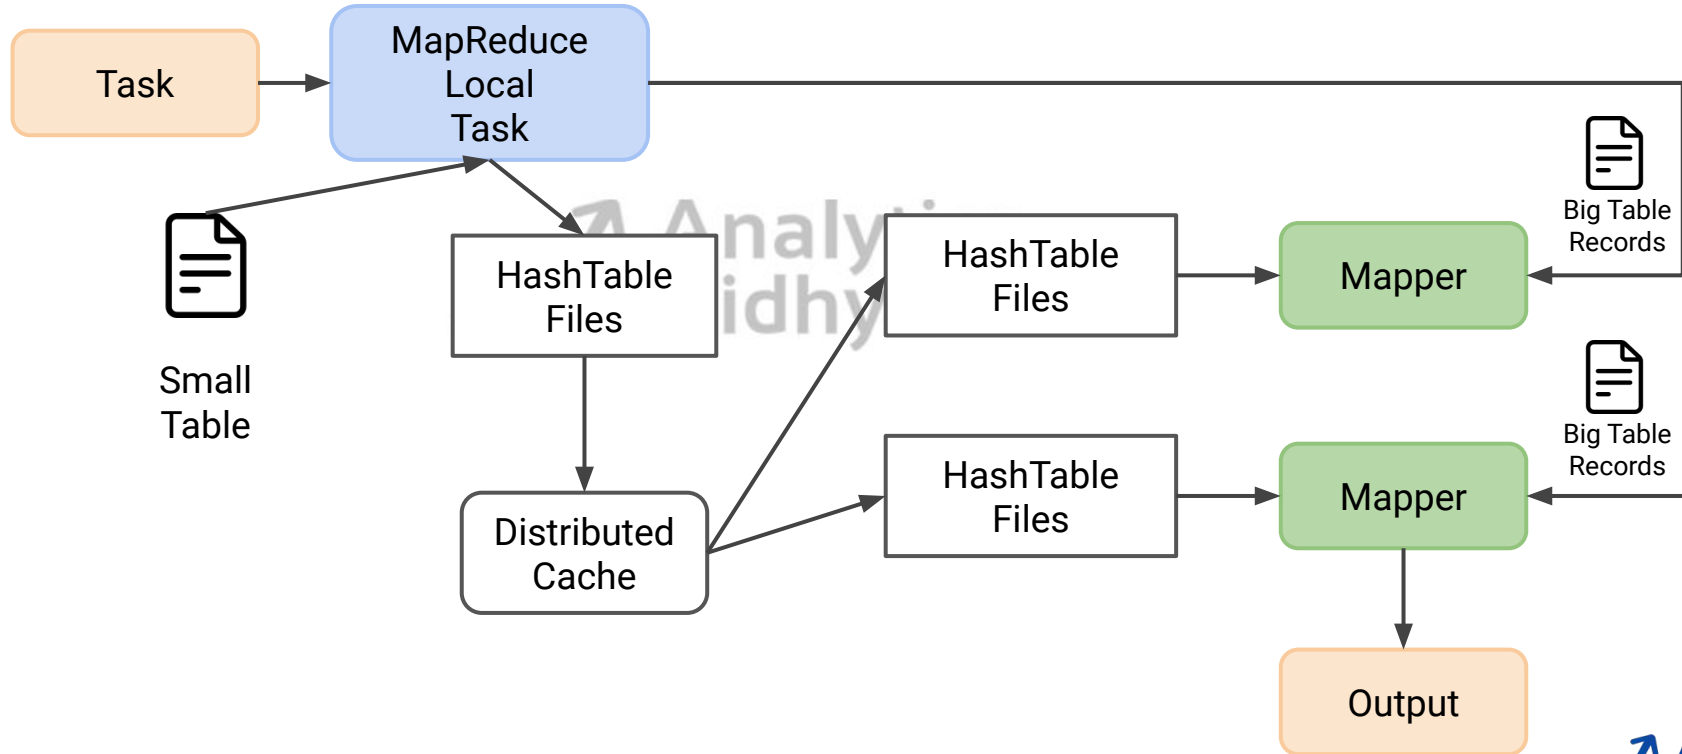 Task
MapReduce
Local
Task
Small
Table
HashTable
Files
Distributed
Cache
HashTable
Files
HashTable
Files
Mapper
Big Table
Records
Mapper
Big Table
Records
Output